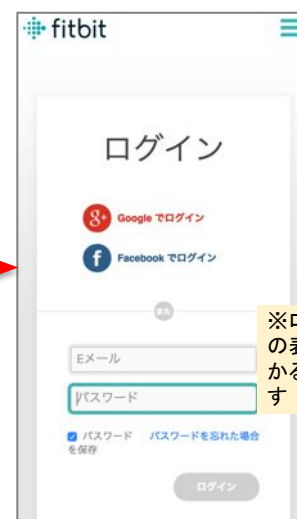 fitbit
ログイン
Google でログイン
Facebook でログイン
または
Eメール
パスワード
パスワード
を保存
パスワードを忘れた場合
ログイン
※ロ
の表
かる
す